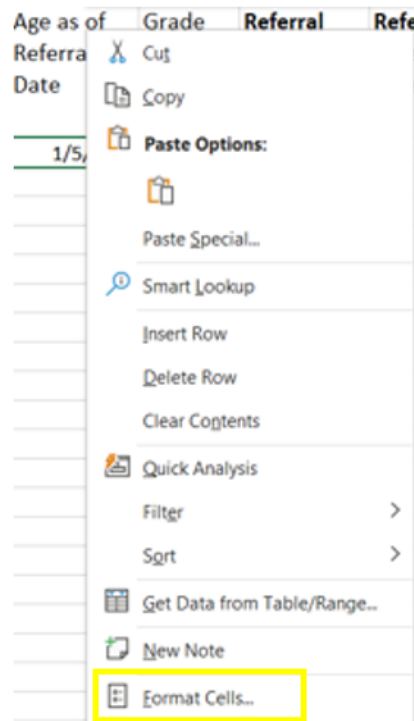 Age as of Grade Referral Refe
Referra
Date
1/5/
Cut
Copy
Paste Options:
Paste Special...
Smart Lookup
Insert Row
Delete Row
Clear Contents
Quick Analysis
Filter
Sort
Get Data from Table/Range...
New Note
Format Cells...